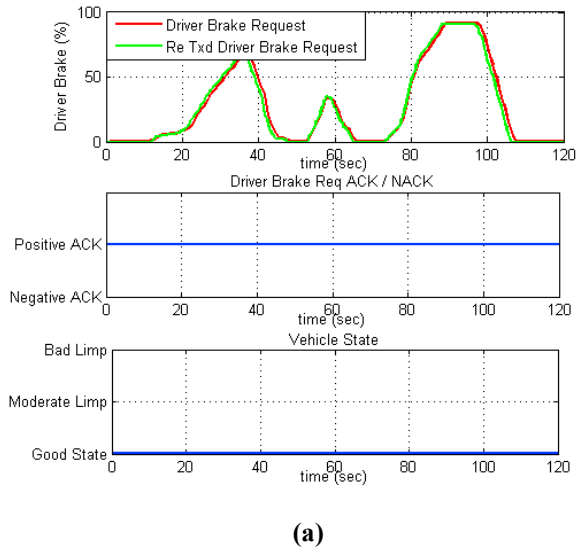 100
Driver Brake Request
Re Txd Driver Brake Request
50
0
Driver Brake (%)
0 20 40 60 80 100 120
time (sec)
Driver Brake Req ACK / NACK
Positive ACK
Negative ACK
0 20 40 60 80 100 120
time (sec)
Vehicle State
Bad Limp
Moderate Limp
Good State
0 20 40 60 80 100 120
time (sec)
(a)